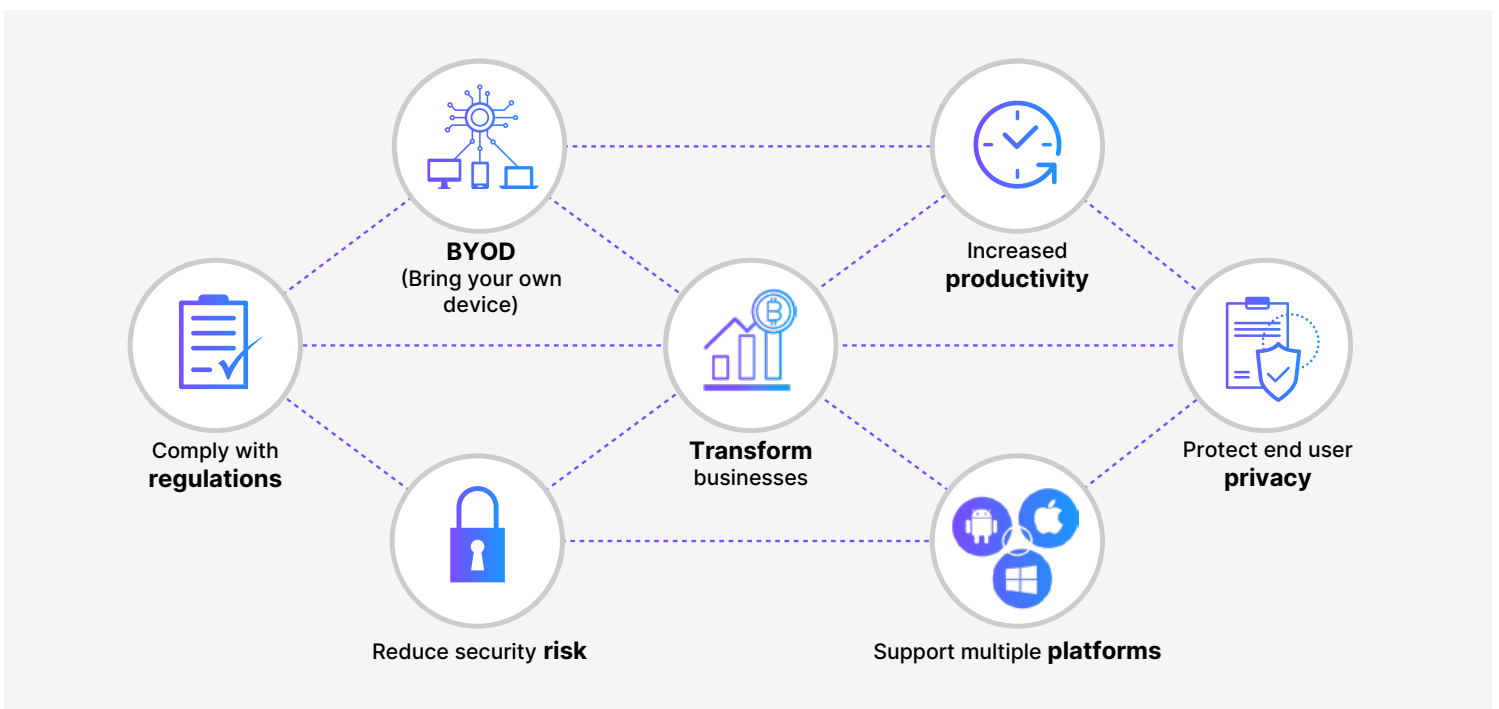 BYOD
(Bring your own
device)
Increased
productivity
Comply with
regulations
Transform
businesses
Protect end user
privacy
Reduce security risk
Support multiple platforms